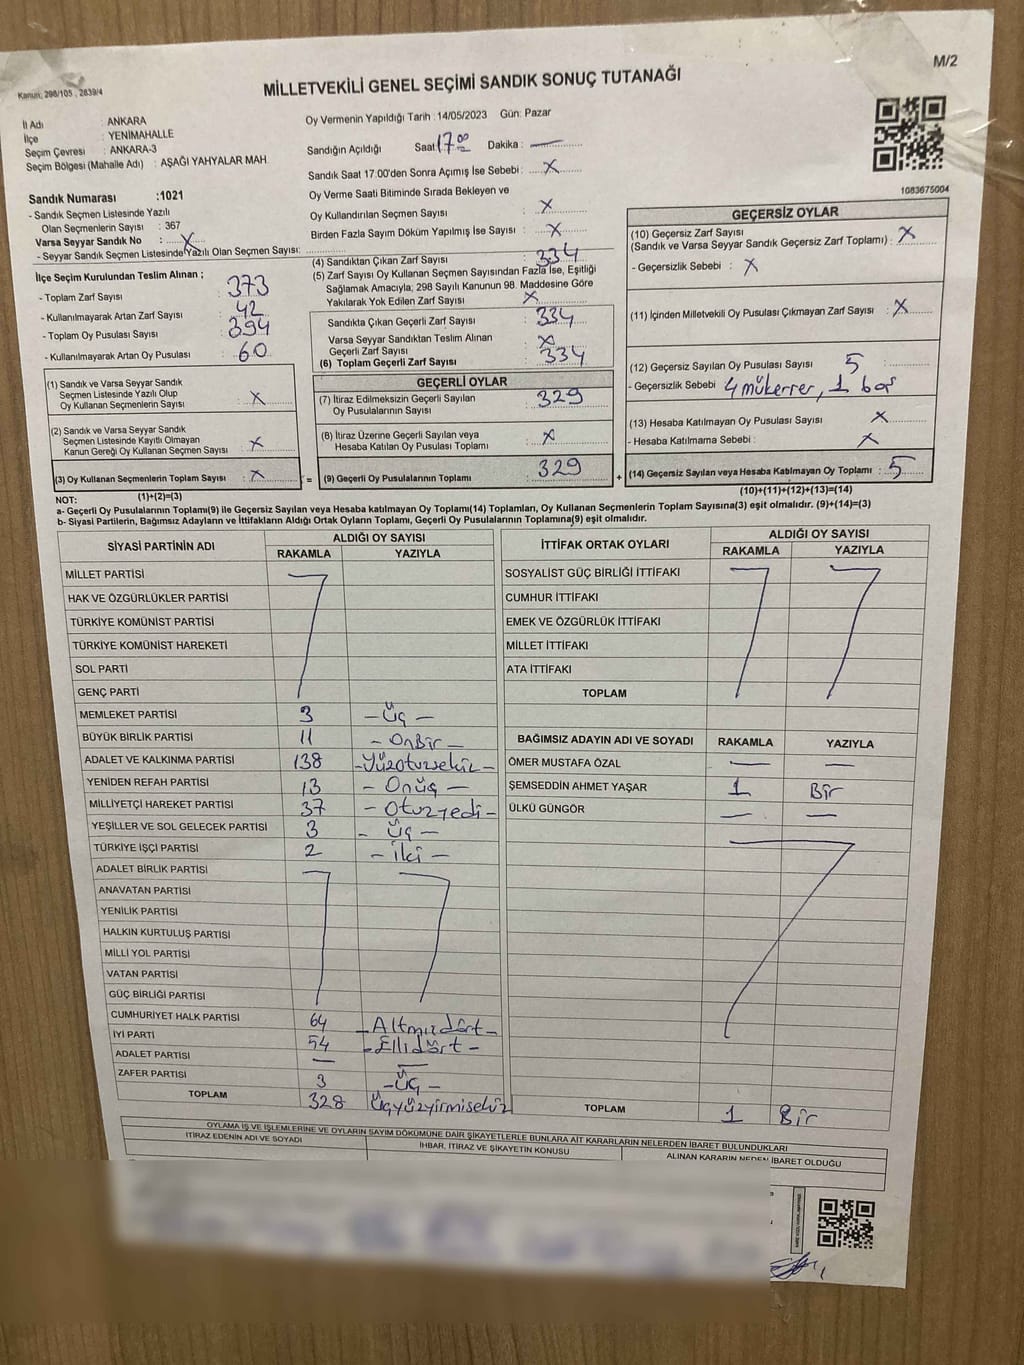 M/2
Kanun: 298/105 , 2839/4
MİLLETVEKİLİ GENEL SEÇİMİ SANDIK SONUÇ TUTANAĞI
İl Adı : ANKARA
İlçe : YENİMAHALLE
Seçim Çevresi : ANKARA-3
Seçim Bölgesi (Mahalle Adı) : AŞAĞI YAHYALAR MAH.
Oy Vermenin Yapıldığı Tarih : 14/05/2023 Gün: Pazar
Sandığın Açıldığı Saat 17.00 Dakika : —
Sandık Saat 17:00'den Sonra Açımış İse Sebebi : X
Oy Verme Saati Bitiminde Sırada Bekleyen ve
Oy Kullandırılan Seçmen Sayısı : X
Birden Fazla Sayım Döküm Yapılmış İse Sayısı : X
1083675004
Sandık Numarası :1021
- Sandık Seçmen Listesinde Yazılı
Olan Seçmenlerin Sayısı : 367
Varsa Seyyar Sandık No : X
- Seyyar Sandık Seçmen Listesinde Yazılı Olan Seçmen Sayısı:
İlçe Seçim Kurulundan Teslim Alınan ;
- Toplam Zarf Sayısı : 373
- Kullanılmayarak Artan Zarf Sayısı : 42
- Toplam Oy Pusulası Sayısı : 394
- Kullanılmayarak Artan Oy Pusulası : 60
(4) Sandıktan Çıkan Zarf Sayısı : 334
(5) Zarf Sayısı Oy Kullanan Seçmen Sayısından Fazla İse, Eşitliği
Sağlamak Amacıyla; 298 Sayılı Kanunun 98. Maddesine Göre
Yakılarak Yok Edilen Zarf Sayısı : X
Sandıkta Çıkan Geçerli Zarf Sayısı : 334
Varsa Seyyar Sandıktan Teslim Alınan
Geçerli Zarf Sayısı : X
(6) Toplam Geçerli Zarf Sayısı : 334
GEÇERSİZ OYLAR
(10) Geçersiz Zarf Sayısı
(Sandık ve Varsa Seyyar Sandık Geçersiz Zarf Toplamı) : X
- Geçersizlik Sebebi : X
(11) İçinden Milletvekili Oy Pusulası Çıkmayan Zarf Sayısı : X
(12) Geçersiz Sayılan Oy Pusulası Sayısı : 5
- Geçersizlik Sebebi : 4 mükerrer, 1 boş
(13) Hesaba Katılmayan Oy Pusulası Sayısı : X
- Hesaba Katılmama Sebebi : X
(14) Geçersiz Sayılan veya Hesaba Katılmayan Oy Toplamı : 5
(10)+(11)+(12)+(13)=(14)
(1) Sandık ve Varsa Seyyar Sandık
Seçmen Listesinde Yazılı Olup
Oy Kullanan Seçmenlerin Sayısı : X
(2) Sandık ve Varsa Seyyar Sandık
Seçmen Listesinde Kayıtlı Olmayan
Kanun Gereği Oy Kullanan Seçmen Sayısı : X
(3) Oy Kullanan Seçmenlerin Toplam Sayısı : X =
(1)+(2)=(3)
GEÇERLİ OYLAR
(7) İtiraz Edilmeksizin Geçerli Sayılan
Oy Pusulalarının Sayısı : 329
(8) İtiraz Üzerine Geçerli Sayılan veya
Hesaba Katılan Oy Pusulası Toplamı : X
(9) Geçerli Oy Pusulalarının Toplamı : 329 +
NOT:
a- Geçerli Oy Pusulalarının Toplamı(9) ile Geçersiz Sayılan veya Hesaba katılmayan Oy Toplamı(14) Toplamları, Oy Kullanan Seçmenlerin Toplam Sayısına(3) eşit olmalıdır. (9)+(14)=(3)
b- Siyasi Partilerin, Bağımsız Adayların ve İttifakların Aldığı Ortak Oyların Toplamı, Geçerli Oy Pusulalarının Toplamına(9) eşit olmalıdır.
SİYASİ PARTİNİN ADI ALDIĞI OY SAYISI
RAKAMLA YAZIYLA
MİLLET PARTİSİ
HAK VE ÖZGÜRLÜKLER PARTİSİ
TÜRKİYE KOMÜNİST PARTİSİ
TÜRKİYE KOMÜNİST HAREKETİ
SOL PARTİ
GENÇ PARTİ
MEMLEKET PARTİSİ 3 - Üç -
BÜYÜK BİRLİK PARTİSİ 11 - OnBir -
ADALET VE KALKINMA PARTİSİ 138 - Yüzotuzsekiz -
YENİDEN REFAH PARTİSİ 13 - Onüç -
MİLLİYETÇİ HAREKET PARTİSİ 37 - Otuzyedi -
YEŞİLLER VE SOL GELECEK PARTİSİ 3 - Üç -
TÜRKİYE İŞÇİ PARTİSİ 2 - İki -
ADALET BİRLİK PARTİSİ
ANAVATAN PARTİSİ
YENİLİK PARTİSİ
HALKIN KURTULUŞ PARTİSİ
MİLLİ YOL PARTİSİ
VATAN PARTİSİ
GÜÇ BİRLİĞİ PARTİSİ
CUMHURİYET HALK PARTİSİ 64 - Altmışdört -
İYİ PARTİ 54 - Ellidört -
ADALET PARTİSİ — —
ZAFER PARTİSİ 3 - Üç -
TOPLAM 328 Üçyüzyirmisekiz
İTTİFAK ORTAK OYLARI ALDIĞI OY SAYISI
RAKAMLA YAZIYLA
SOSYALİST GÜÇ BİRLİĞİ İTTİFAKI
CUMHUR İTTİFAKI
EMEK VE ÖZGÜRLÜK İTTİFAKI
MİLLET İTTİFAKI
ATA İTTİFAKI
TOPLAM
BAĞIMSIZ ADAYIN ADI VE SOYADI RAKAMLA YAZIYLA
ÖMER MUSTAFA ÖZAL — —
ŞEMSEDDİN AHMET YAŞAR 1 Bir
ÜLKÜ GÜNGÖR — —
TOPLAM 1 Bir
OYLAMA İŞ VE İŞLEMLERİNE VE OYLARIN SAYIM DÖKÜMÜNE DAİR ŞİKAYETLERLE BUNLARA AİT KARARLARIN NELERDEN İBARET BULUNDUKLARI
İTİRAZ EDENİN ADI VE SOYADI İHBAR, İTİRAZ VE ŞİKAYETİN KONUSU ALINAN KARARIN NEDEN İBARET OLDUĞU